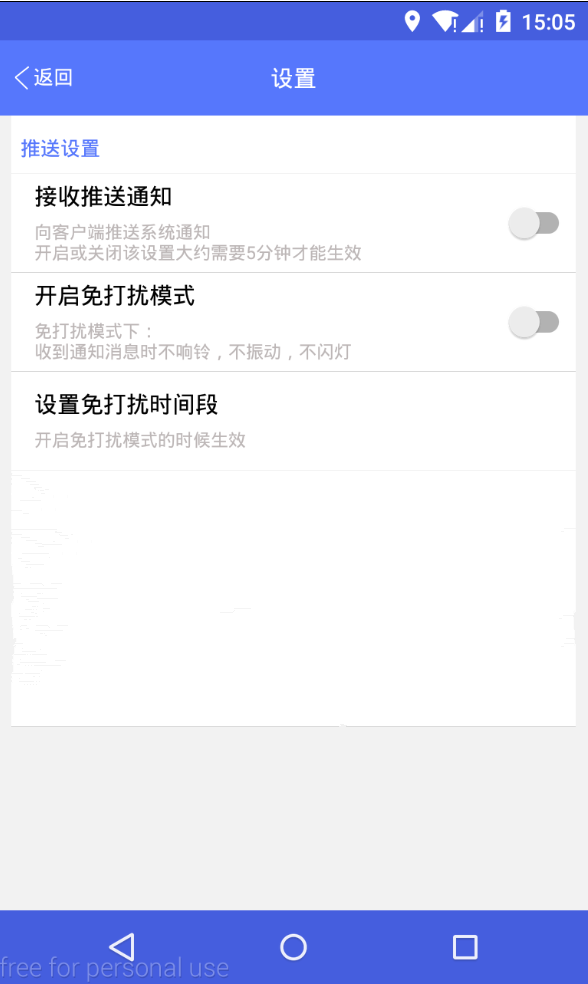 15:05
返回
设置
推送设置
接收推送通知
向客户端推送系统通知
开启或关闭该设置大约需要5分钟才能生效
开启免打扰模式
免打扰模式下：
收到通知消息时不响铃，不振动，不闪灯
设置免打扰时间段
开启免打扰模式的时候生效
free for personal use